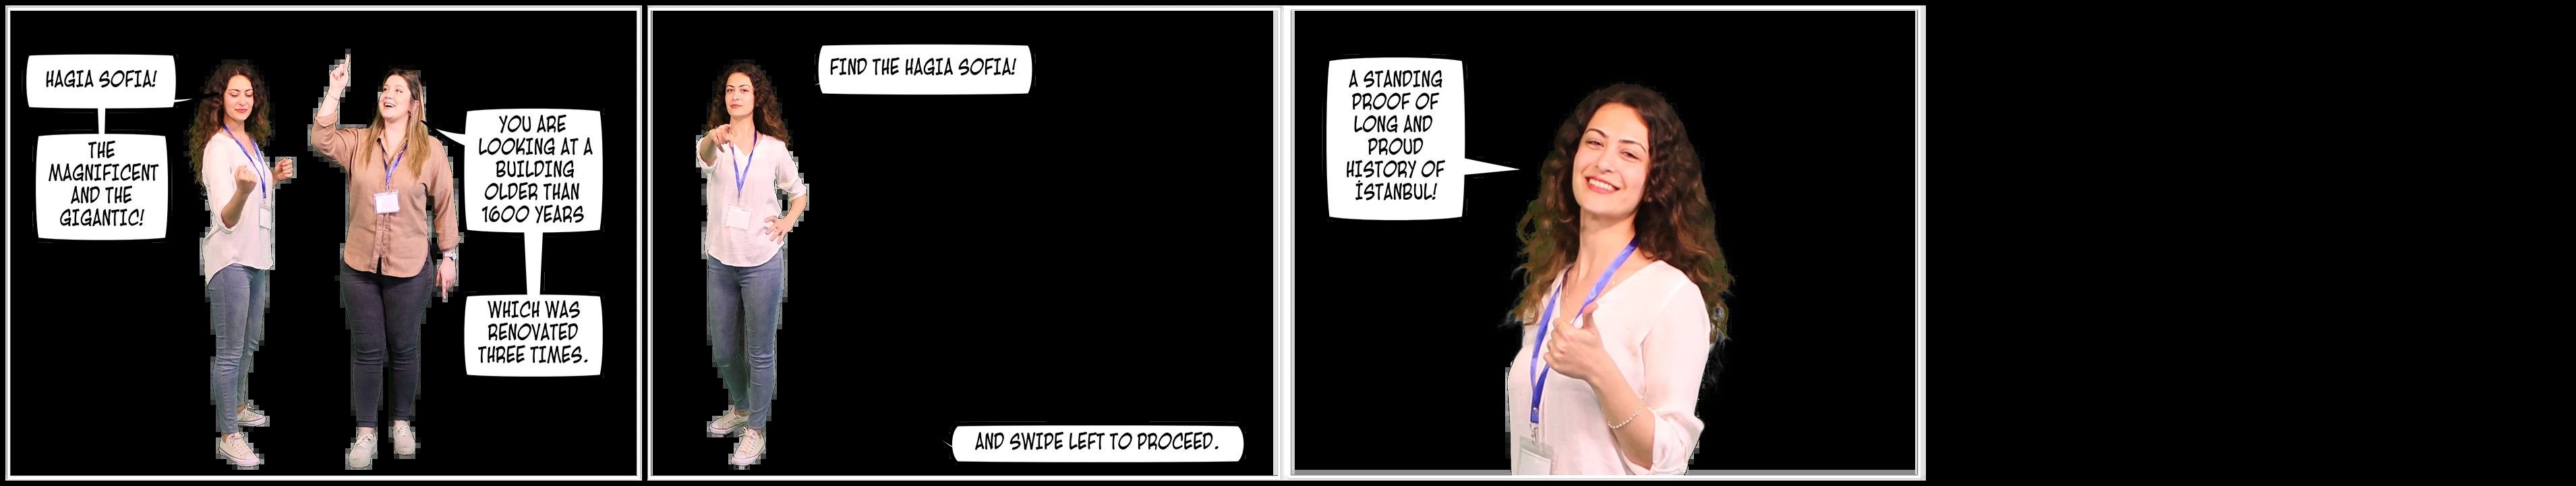 HAGIA SOFIA!
THE
MAGNIFICENT
AND THE
GIGANTIC!
YOU ARE
LOOKING AT A
BUILDING
OLDER THAN
1600 YEARS
WHICH WAS
RENOVATED
THREE TIMES.
FIND THE HAGIA SOFIA!
AND SWIPE LEFT TO PROCEED.
A STANDING
PROOF OF
LONG AND
PROUD
HISTORY OF
İSTANBUL!